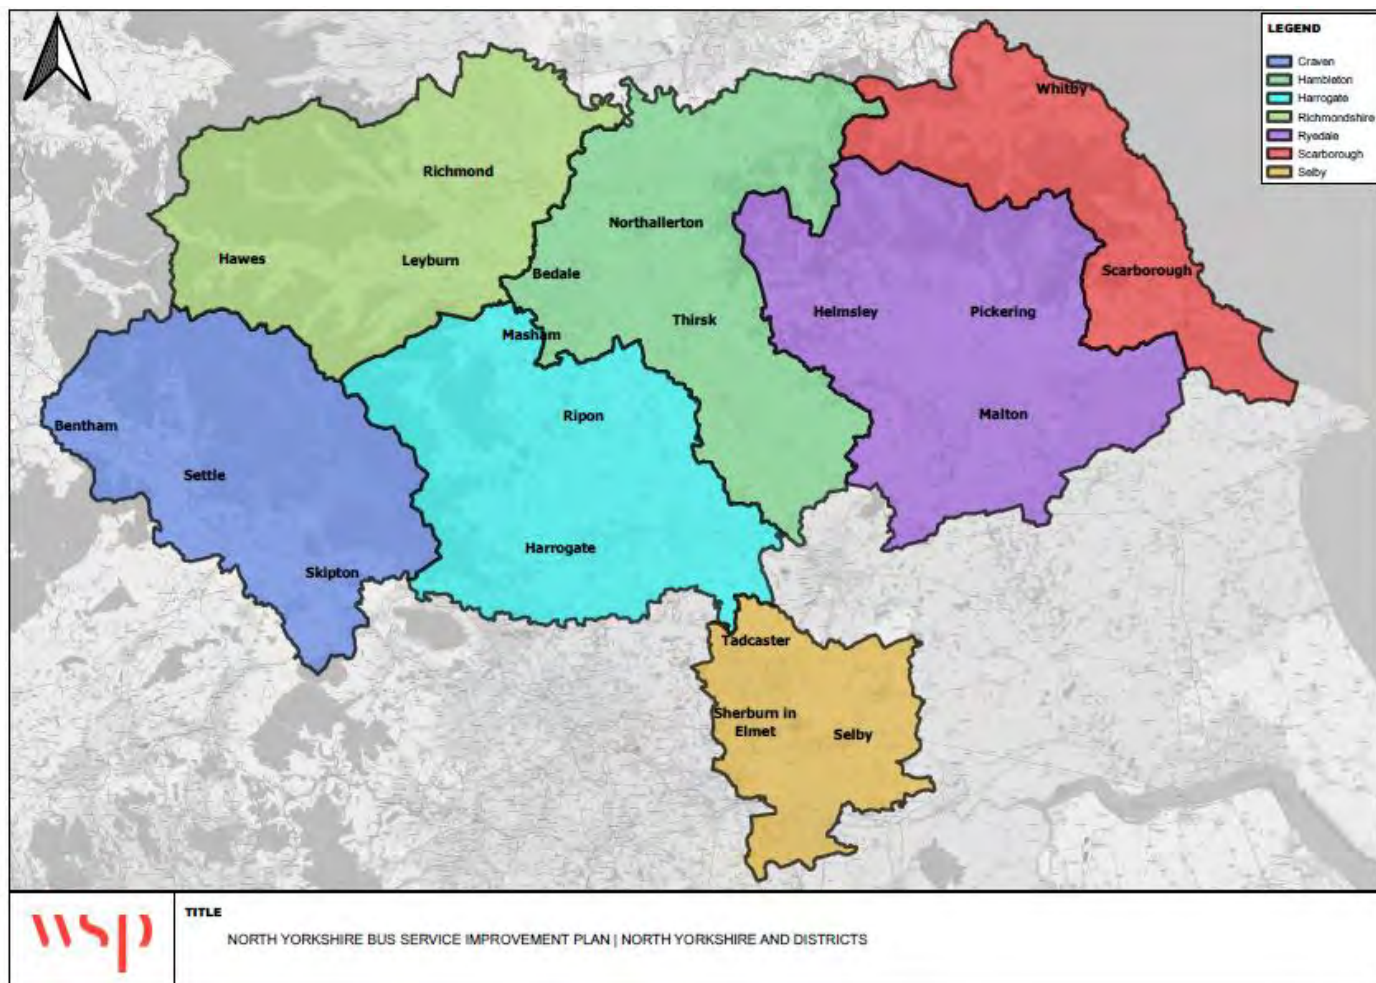 LEGEND
Craven
Hambleton
Harrogate
Richmondshire
Ryedale
Scarborough
Selby
Whitby
Richmond
Northallerton
Hawes
Leyburn
Bedale
Scarborough
Masham
Thirsk
Helmsley
Pickering
Bentham
Ripon
Malton
Settle
Harrogate
Skipton
Tadcaster
Sherburn in
Elmet
Selby
wsp
TITLE
NORTH YORKSHIRE BUS SERVICE IMPROVEMENT PLAN | NORTH YORKSHIRE AND DISTRICTS